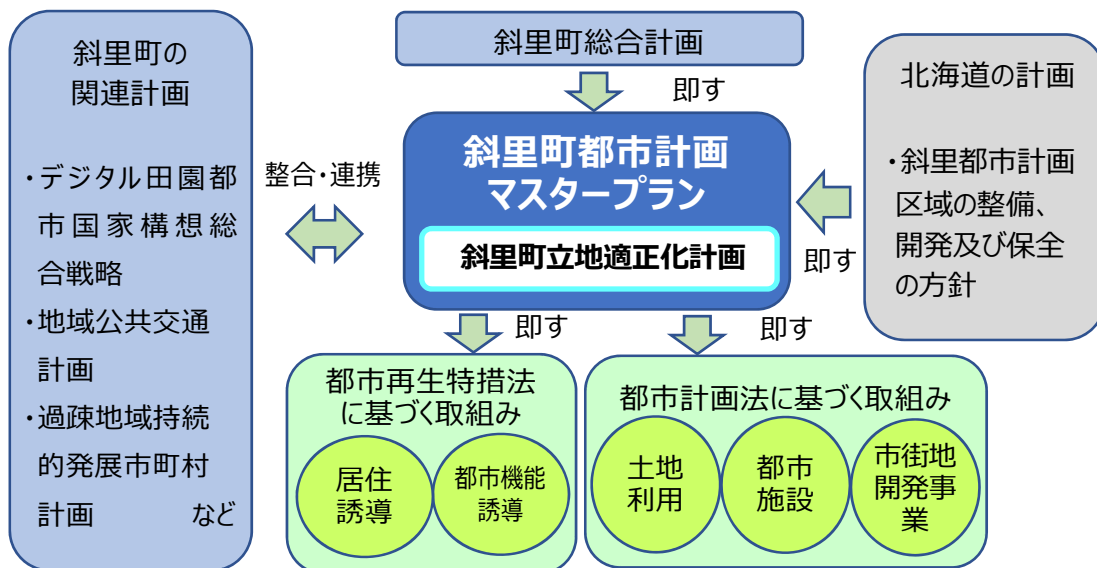 斜里町の
関連計画
・デジタル田園都
市国家構想総
合戦略
・地域公共交通
計画
・過疎地域持続
的発展市町村
計画　　など
斜里町総合計画
即す
整合・連携
斜里町都市計画
マスタープラン
斜里町立地適正化計画
即す
北海道の計画
・斜里都市計画
区域の整備、
開発及び保全
の方針
即す
都市再生特措法
に基づく取組み
居住
誘導
都市機能
誘導
即す
都市計画法に基づく取組み
土地
利用
都市
施設
市街地
開発事
業